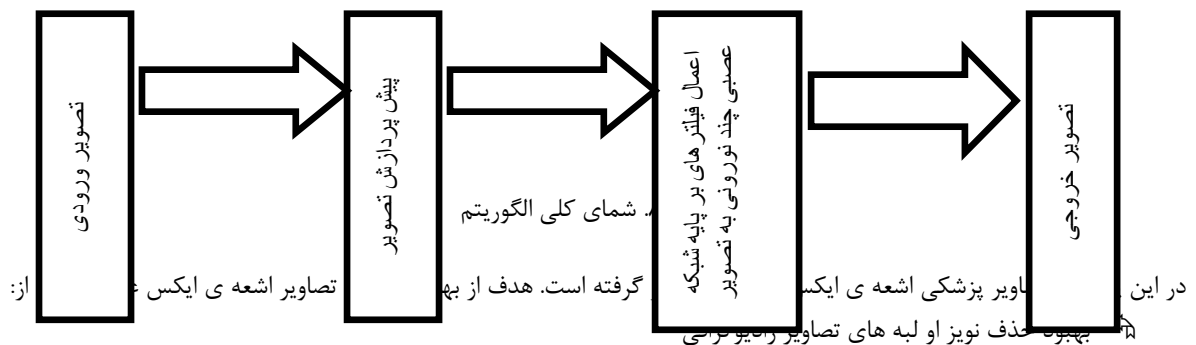 تصویر ورودی
پیش پردازش تصویر
اعمال فیلتر های بر پایه شبکه
عصبی چند نورونی به تصویر
تصویر خروجی
. شمای کلی الگوریتم
در این پزشکی اشعه ی ایکس گرفته است. هدف از تصاویر اشعه ی ایکس از:
بهبود حذف نویز او لبه های تصاویر